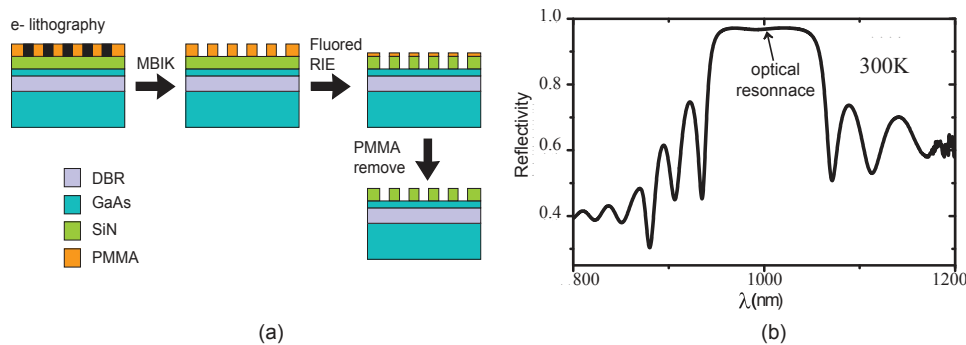 e- lithography
MBIK
Fluored
RIE
PMMA
remove
DBR
GaAs
SiN
PMMA
(a)
Reflectivity
1.0
0.8
0.6
0.4
300K
optical
resonnace
800
1000
1200
λ(nm)
(b)